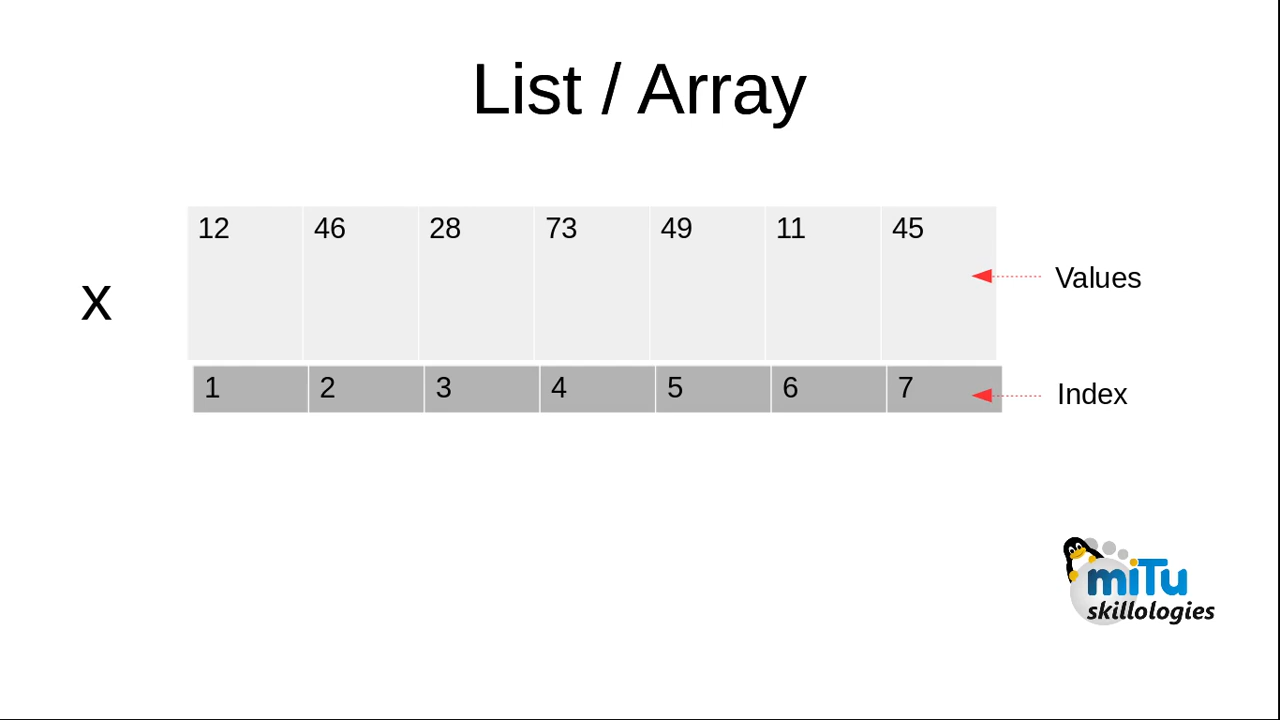 List / Array
12 46 28 73 49 11 45
Values
x
1 2 3 4 5 6 7
Index
miTu
skillologies